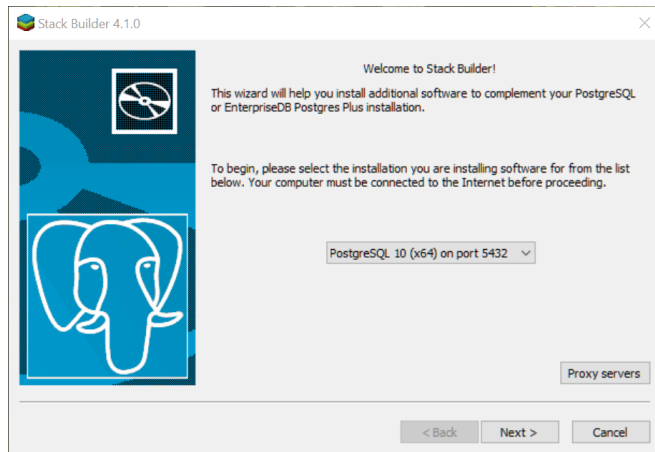 Stack Builder 4.1.0
Welcome to Stack Builder!
This wizard will help you install additional software to complement your PostgreSQL
or EnterpriseDB Postgres Plus installation.
To begin, please select the installation you are installing software for from the list
below. Your computer must be connected to the Internet before proceeding.
PostgreSQL 10 (x64) on port 5432
Proxy servers
< Back
Next >
Cancel